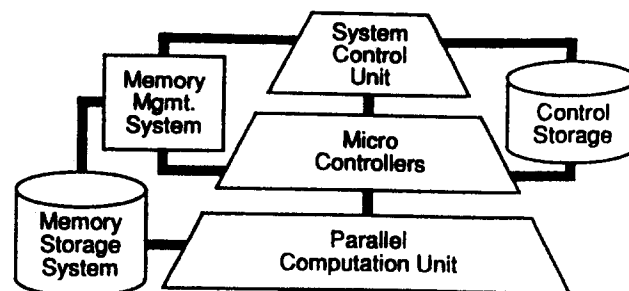 System
Control
Unit
Memory
Mgmt.
System
Control
Storage
Micro
Controllers
Memory
Storage
System
Parallel
Computation Unit